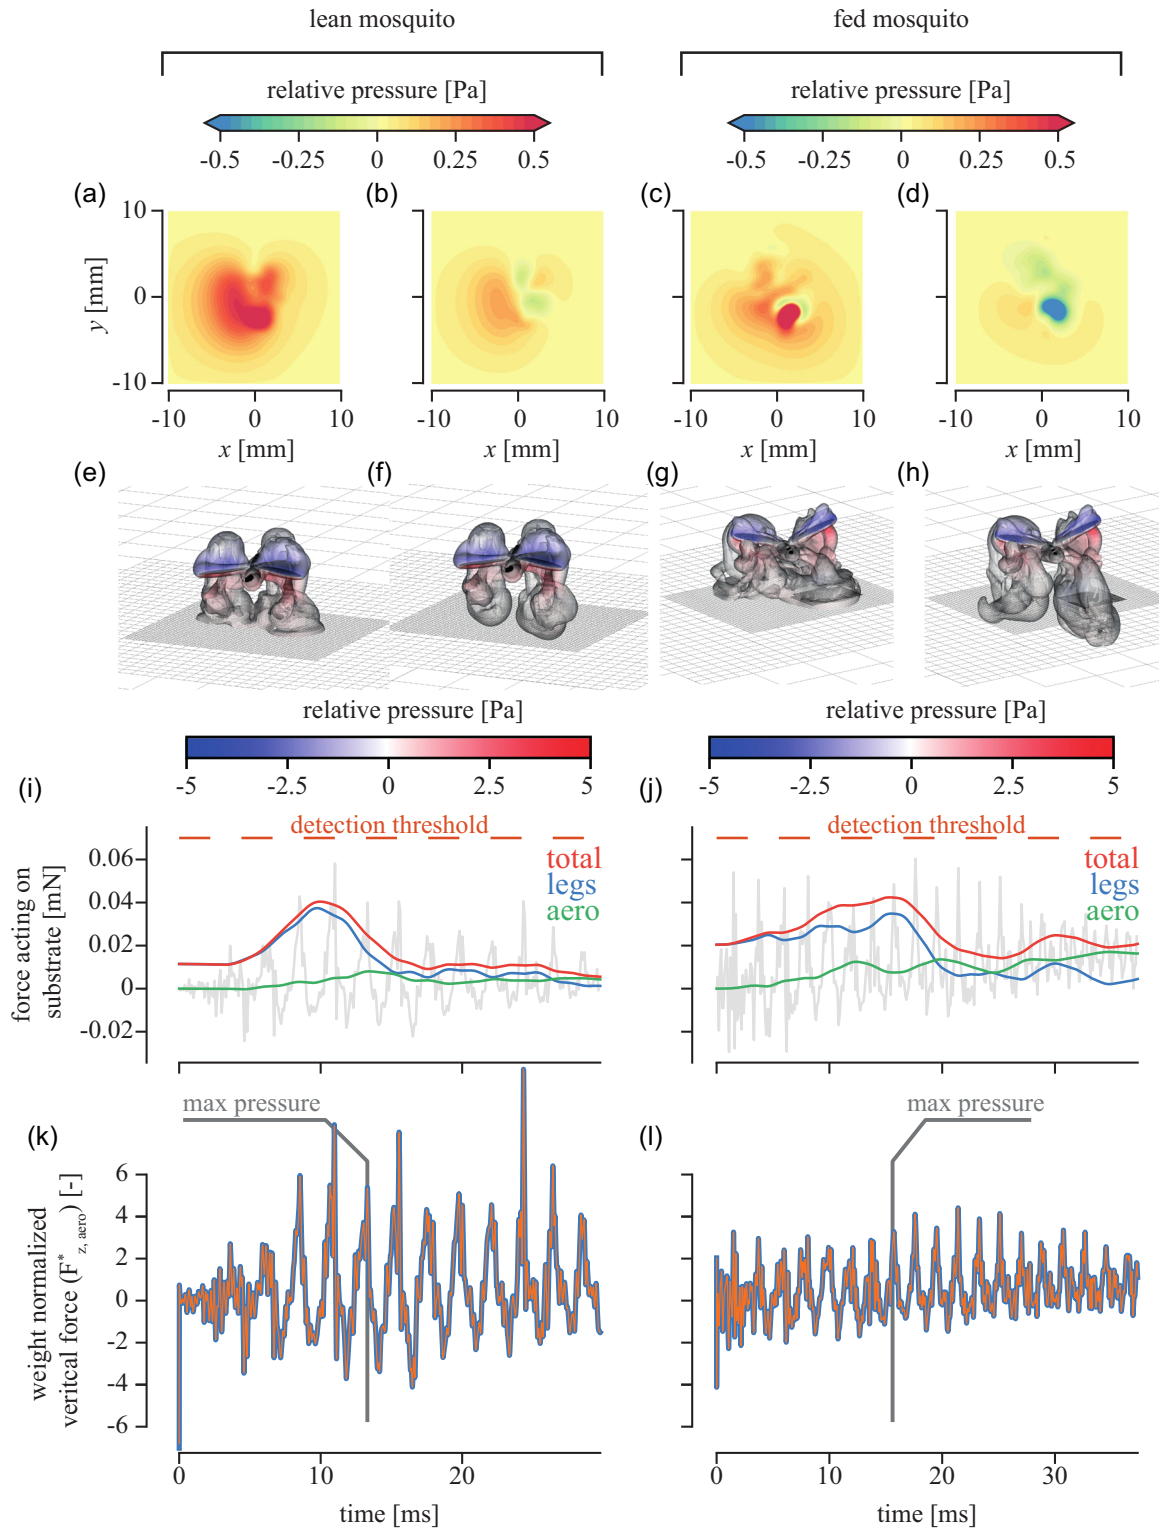 lean mosquito fed mosquito
relative pressure [Pa] relative pressure [Pa]
-0.5 -0.25 0 0.25 0.5 -0.5 -0.25 0 0.25 0.5
(a) (b) (c) (d)
10
0
-10
y [mm]
-10 0 10 0 10 -10 0 10 0 10
x [mm] x [mm] x [mm] x [mm]
(e) (f) (g) (h)
relative pressure [Pa] relative pressure [Pa]
-5 -2.5 0 2.5 5 -5 -2.5 0 2.5 5
(i) (j)
detection threshold detection threshold
total total
legs legs
aero aero
0.06
0.04
0.02
0
-0.02
force acting on
substrate [mN]
max pressure max pressure
(k) (l)
6
4
2
0
-2
-4
-6
weight normalized
veritcal force (F*z, aero) [-]
0 10 20 0 10 20 30
time [ms] time [ms]